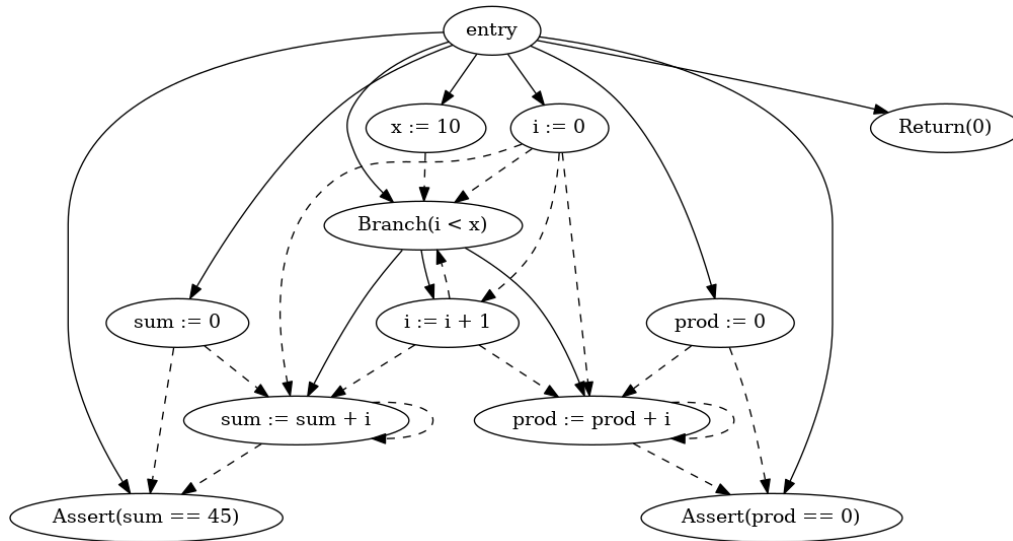 entry
x := 10
i := 0
Return(0)
Branch(i < x)
sum := 0
i := i + 1
prod := 0
sum := sum + i
prod := prod + i
Assert(sum == 45)
Assert(prod == 0)